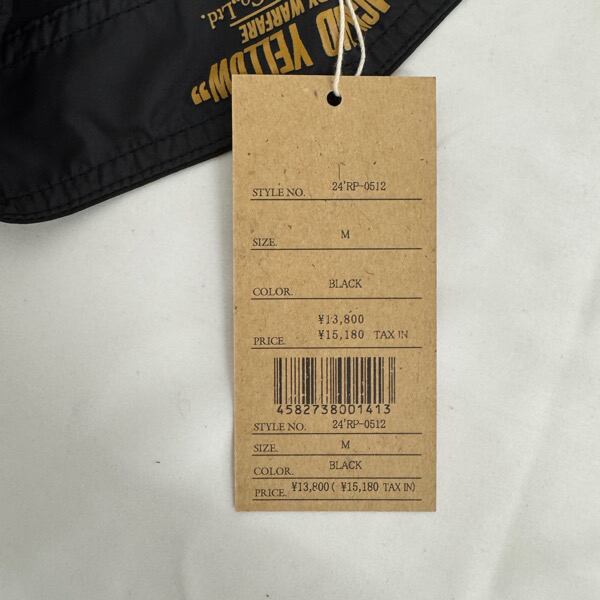 Co.,Ltd.
WARFARE
YELLOW"
STYLE NO. 24'RP-0512
SIZE. M
COLOR. BLACK
¥13,800
PRICE. ¥15,180 TAX IN
4582738001413
STYLE NO. 24'RP-0512
SIZE. M
COLOR. BLACK
PRICE. ¥13,800( ¥15,180 TAX IN)